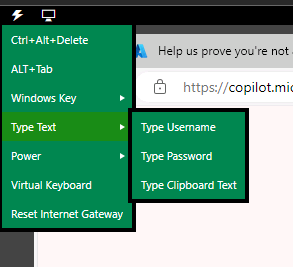 Ctrl+Alt+Delete
ALT+Tab
Windows Key
Type Text
Power
Virtual Keyboard
Reset Internet Gateway
Type Username
Type Password
Type Clipboard Text
Help us prove you're not a
https://copilot.mic